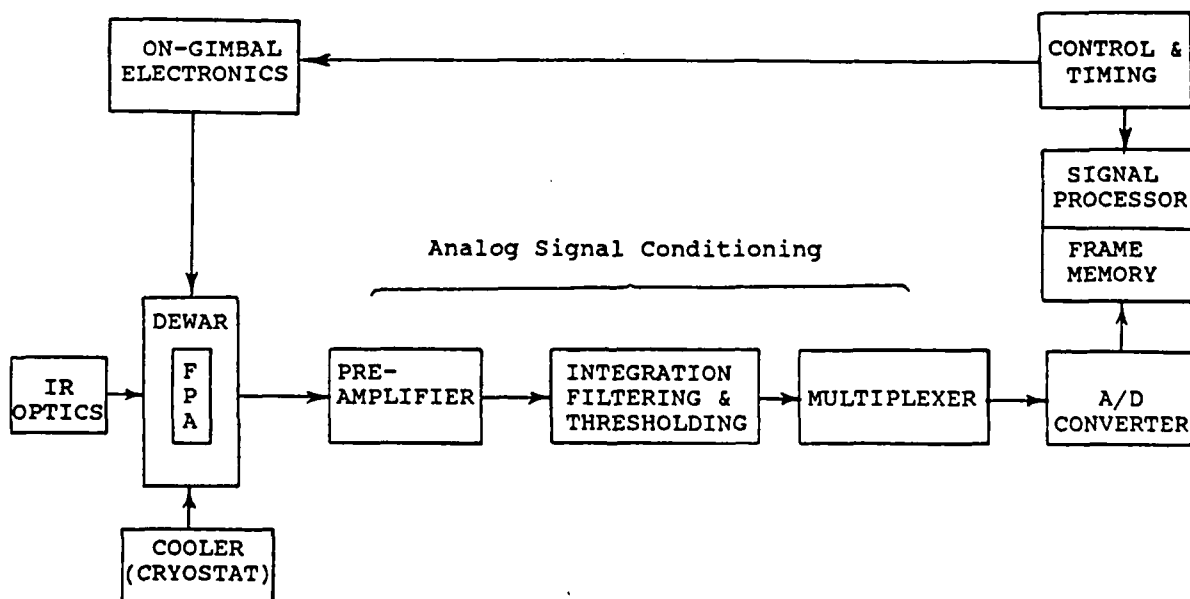 ON-GIMBAL
ELECTRONICS
CONTROL &
TIMING
SIGNAL
PROCESSOR
FRAME
MEMORY
Analog Signal Conditioning
DEWAR
F
P
A
IR
OPTICS
PRE-
AMPLIFIER
INTEGRATION
FILTERING &
THRESHOLDING
MULTIPLEXER
A/D
CONVERTER
COOLER
(CRYOSTAT)